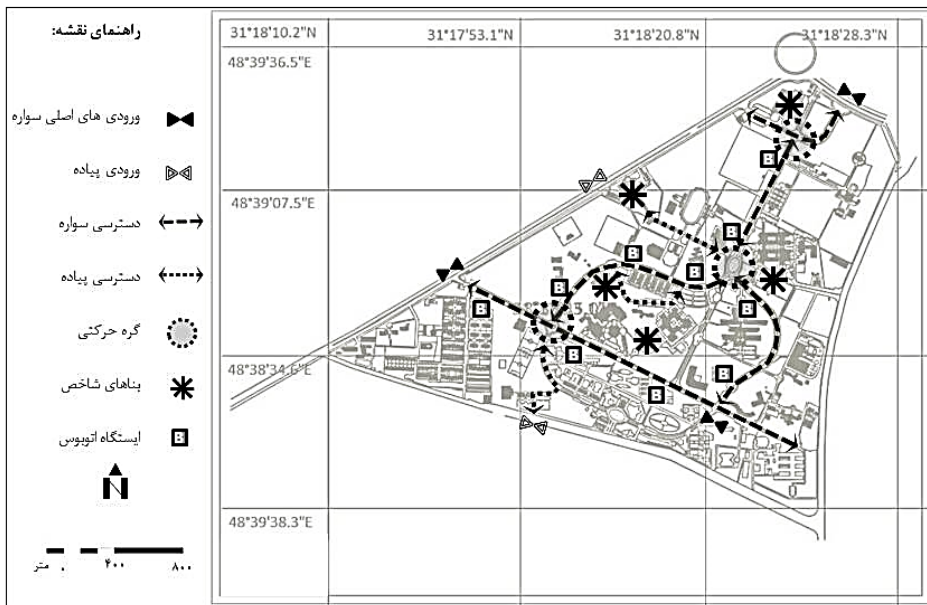 راهنمای نقشه:
ورودی های اصلی سواره
ورودی پیاده
دسترسی سواره
دسترسی پیاده
گره حرکتی
بناهای شاخص
ایستگاه اتوبوس
N
متر ۰ ۴۰۰ ۸۰۰
31°18'10.2"N 31°17'53.1"N 31°18'20.8"N 31°18'28.3"N
48°39'36.5"E
48°39'07.5"E
48°38'34.6"E
48°39'38.3"E
B
B
B
B
B
B
B
B
B
B
B